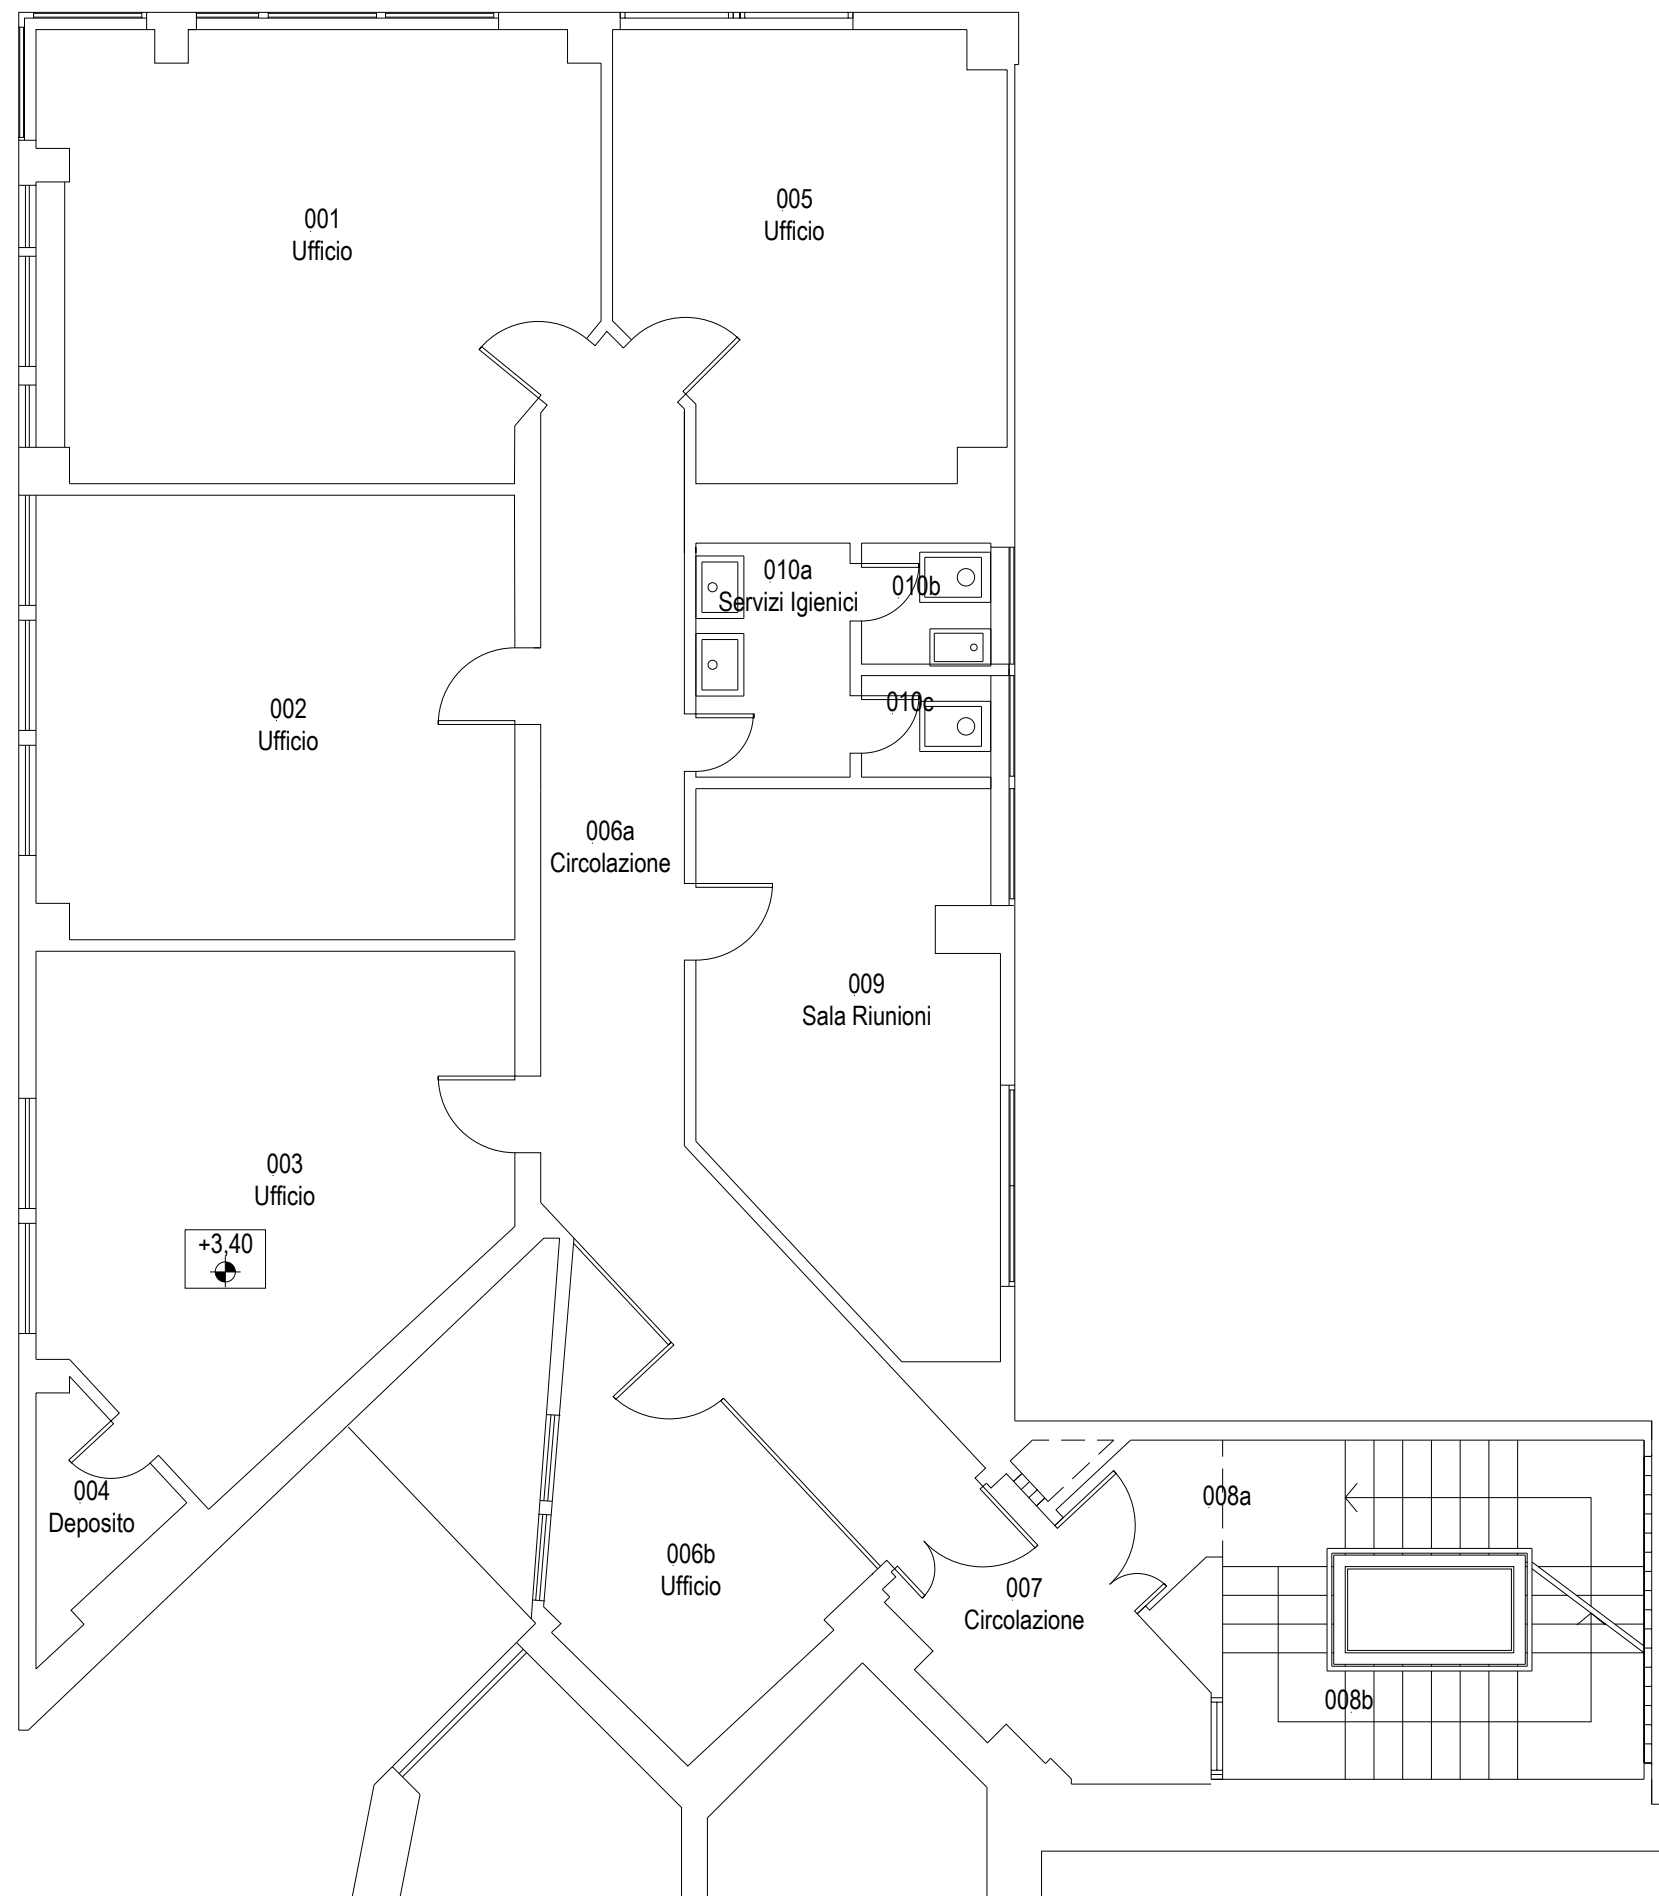 001
Ufficio
005
Ufficio
010a
Servizi Igienici
010b
010c
002
Ufficio
006a
Circolazione
009
Sala Riunioni
003
Ufficio
+3,40
004
Deposito
006b
Ufficio
007
Circolazione
008a
008b